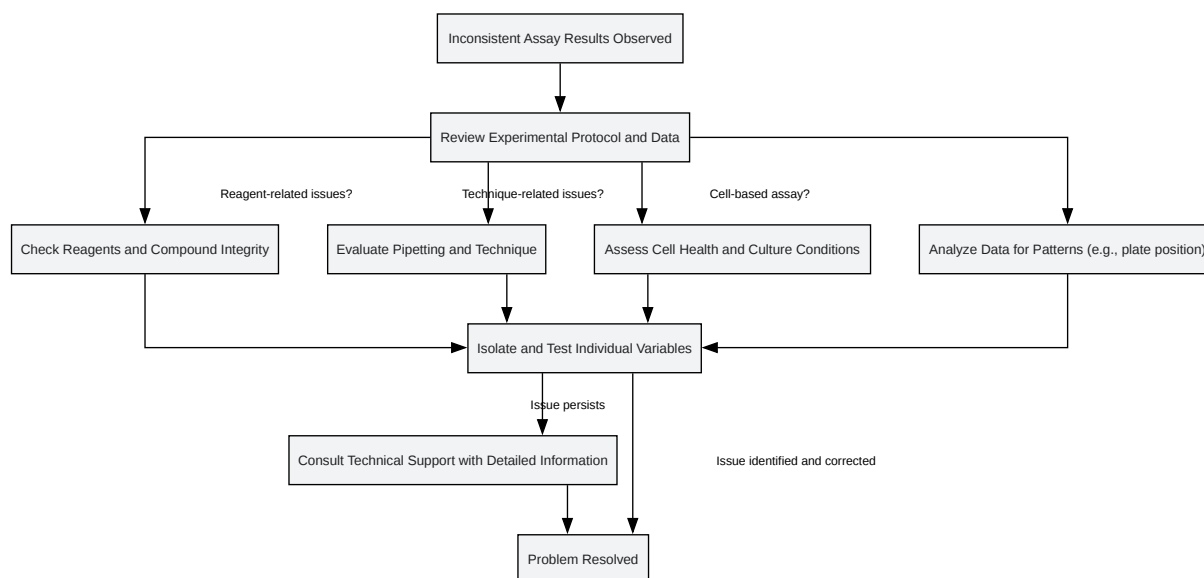 Inconsistent Assay Results Observed
Review Experimental Protocol and Data
Reagent-related issues?
Technique-related issues?
Cell-based assay?
Check Reagents and Compound Integrity
Evaluate Pipetting and Technique
Assess Cell Health and Culture Conditions
Analyze Data for Patterns (e.g., plate position)
Isolate and Test Individual Variables
Issue persists
Consult Technical Support with Detailed Information
Issue identified and corrected
Problem Resolved